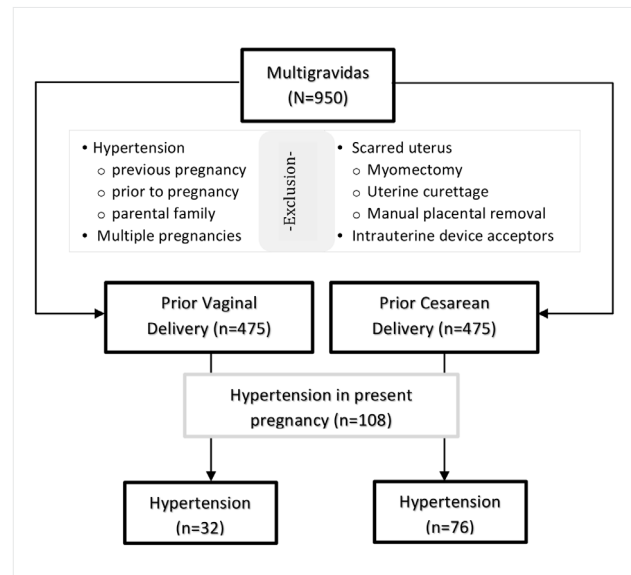 Multigravidas
(N=950)
• Hypertension
o previous pregnancy
o prior to pregnancy
o parental family
• Multiple pregnancies
-Exclusion-
• Scarred uterus
o Myomectomy
o Uterine curettage
o Manual placental removal
• Intrauterine device acceptors
Prior Vaginal
Delivery (n=475)
Prior Cesarean
Delivery (n=475)
Hypertension in present
pregnancy (n=108)
Hypertension
(n=32)
Hypertension
(n=76)